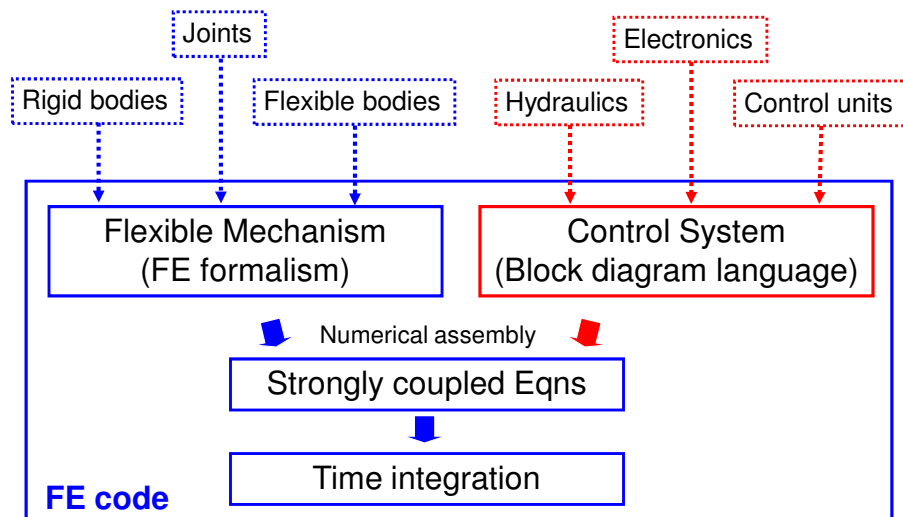 Joints
Electronics
Rigid bodies
Flexible bodies
Hydraulics
Control units
Flexible Mechanism
(FE formalism)
Control System
(Block diagram language)
Numerical assembly
Strongly coupled Eqns
Time integration
FE code